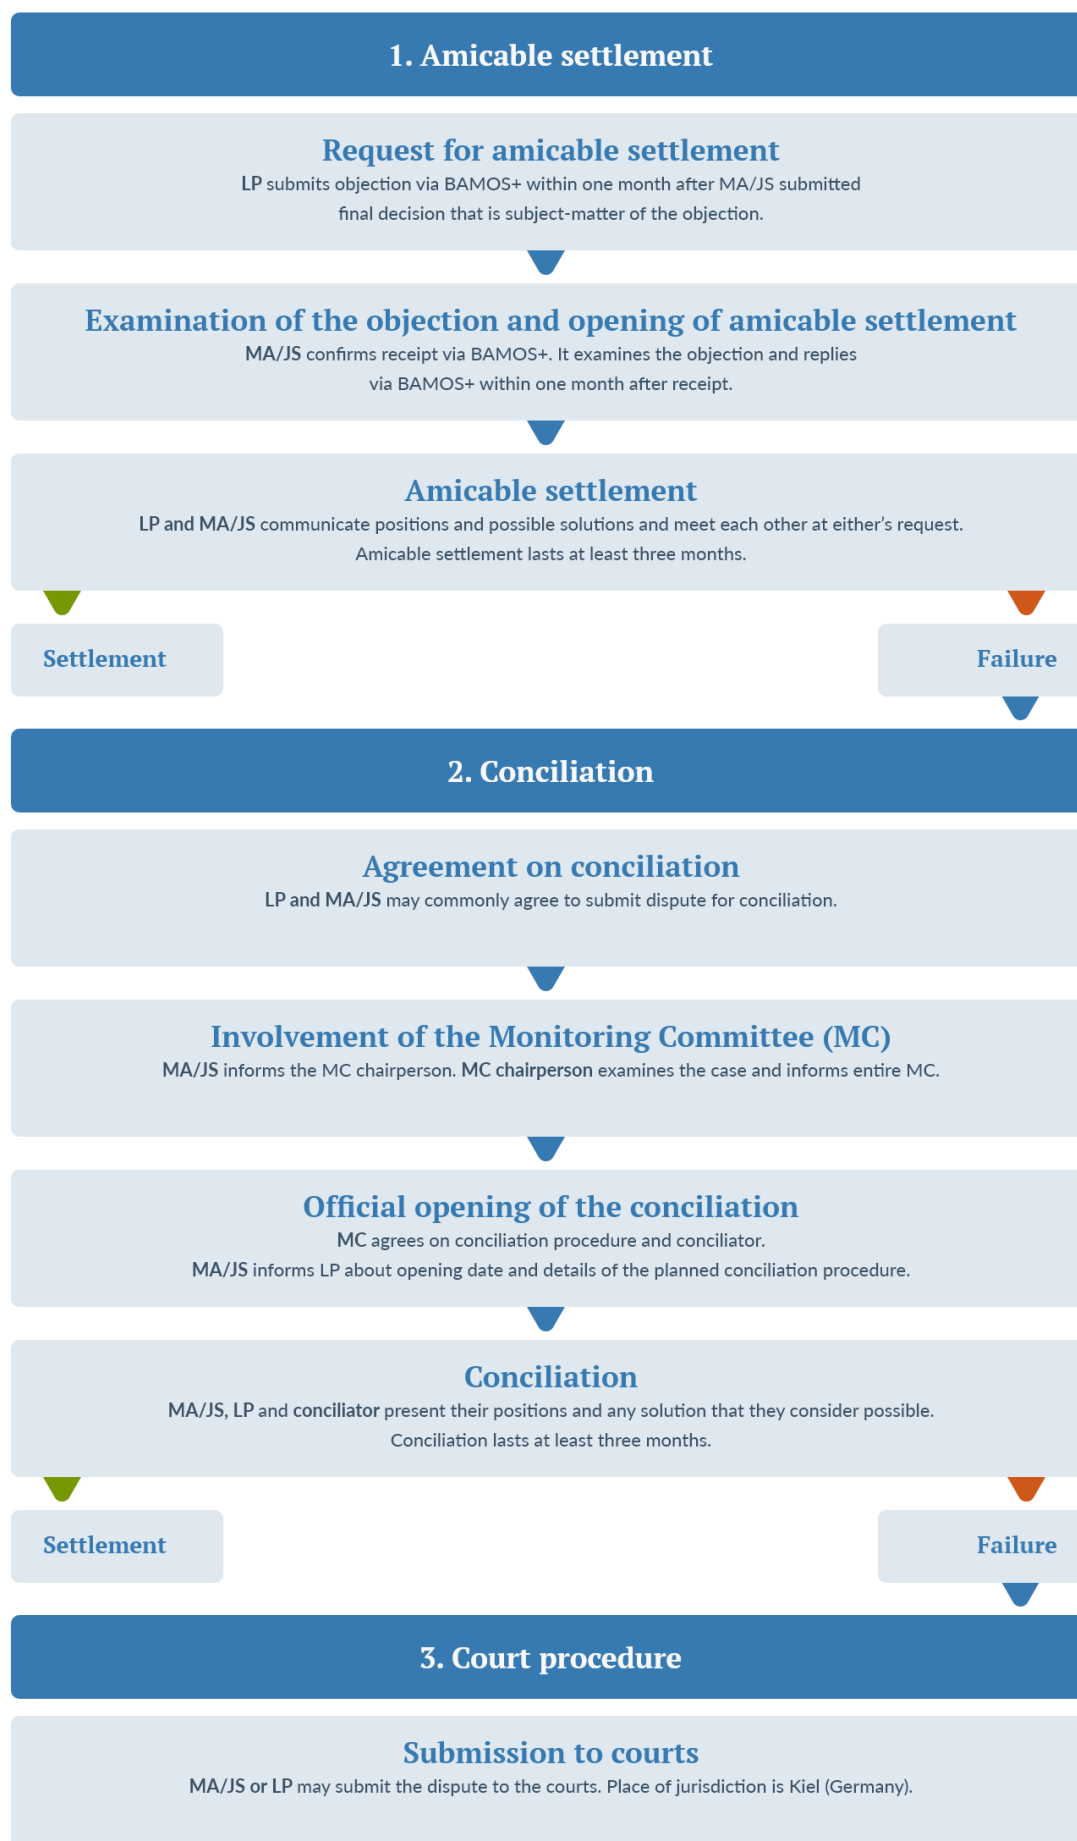 1. Amicable settlement
Request for amicable settlement
LP submits objection via BAMOS+ within one month after MA/JS submitted
final decision that is subject-matter of the objection.
Examination of the objection and opening of amicable settlement
MA/JS confirms receipt via BAMOS+. It examines the objection and replies
via BAMOS+ within one month after receipt.
Amicable settlement
LP and MA/JS communicate positions and possible solutions and meet each other at either’s request.
Amicable settlement lasts at least three months.
Settlement
Failure
2. Conciliation
Agreement on conciliation
LP and MA/JS may commonly agree to submit dispute for conciliation.
Involvement of the Monitoring Committee (MC)
MA/JS informs the MC chairperson. MC chairperson examines the case and informs entire MC.
Official opening of the conciliation
MC agrees on conciliation procedure and conciliator.
MA/JS informs LP about opening date and details of the planned conciliation procedure.
Conciliation
MA/JS, LP and conciliator present their positions and any solution that they consider possible.
Conciliation lasts at least three months.
Settlement
Failure
3. Court procedure
Submission to courts
MA/JS or LP may submit the dispute to the courts. Place of jurisdiction is Kiel (Germany).